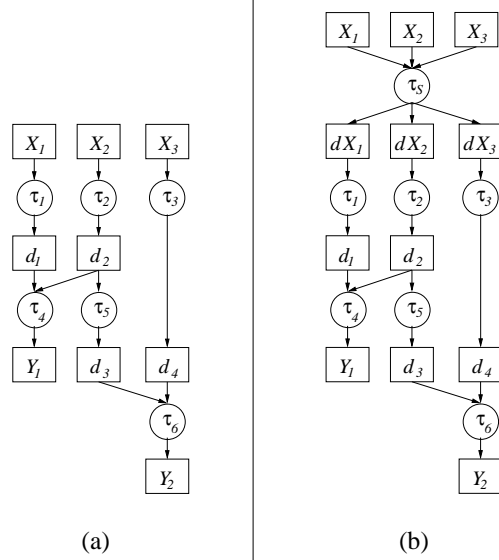 X1 X2 X3
τ1 τ2 τ3
d1 d2
τ4 τ5
Y1 d3 d4
τ6
Y2
(a)
X1 X2 X3
τS
dX1 dX2 dX3
τ1 τ2 τ3
d1 d2
τ4 τ5
Y1 d3 d4
τ6
Y2
(b)